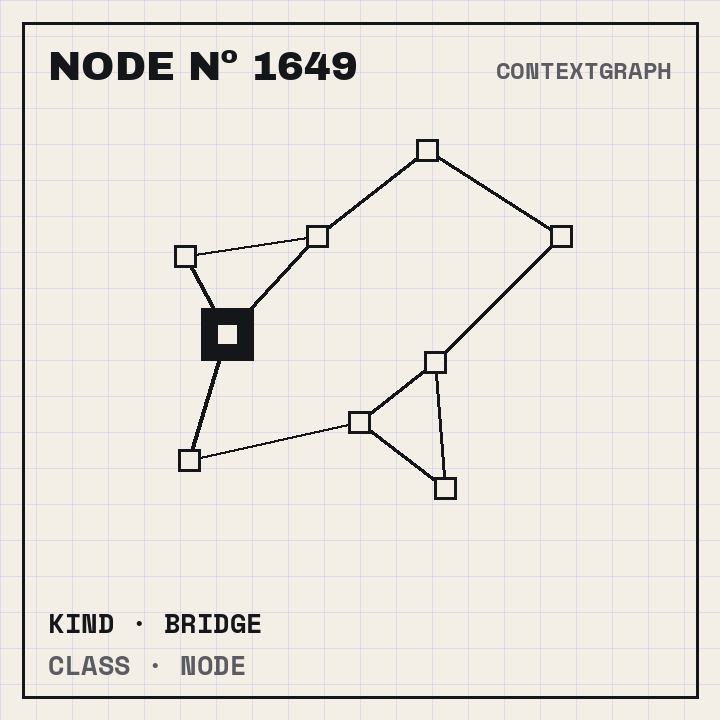 NODE Nº 1649
CONTEXTGRAPH
KIND · BRIDGE
CLASS · NODE